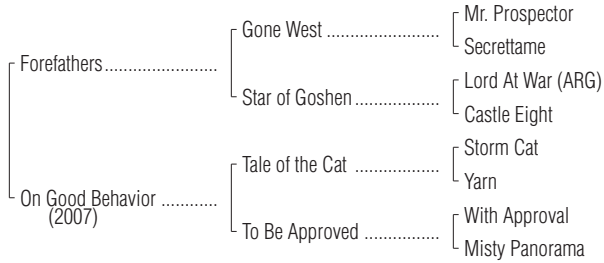 Mr. Prospector
Gone West ....................
Secrettame
Forefathers.......................
Lord At War (ARG)
Star of Goshen ...............
Castle Eight
Storm Cat
Tale of the Cat ...............
Yarn
On Good Behavior ...........
(2007)
With Approval
To Be Approved .............
Misty Panorama